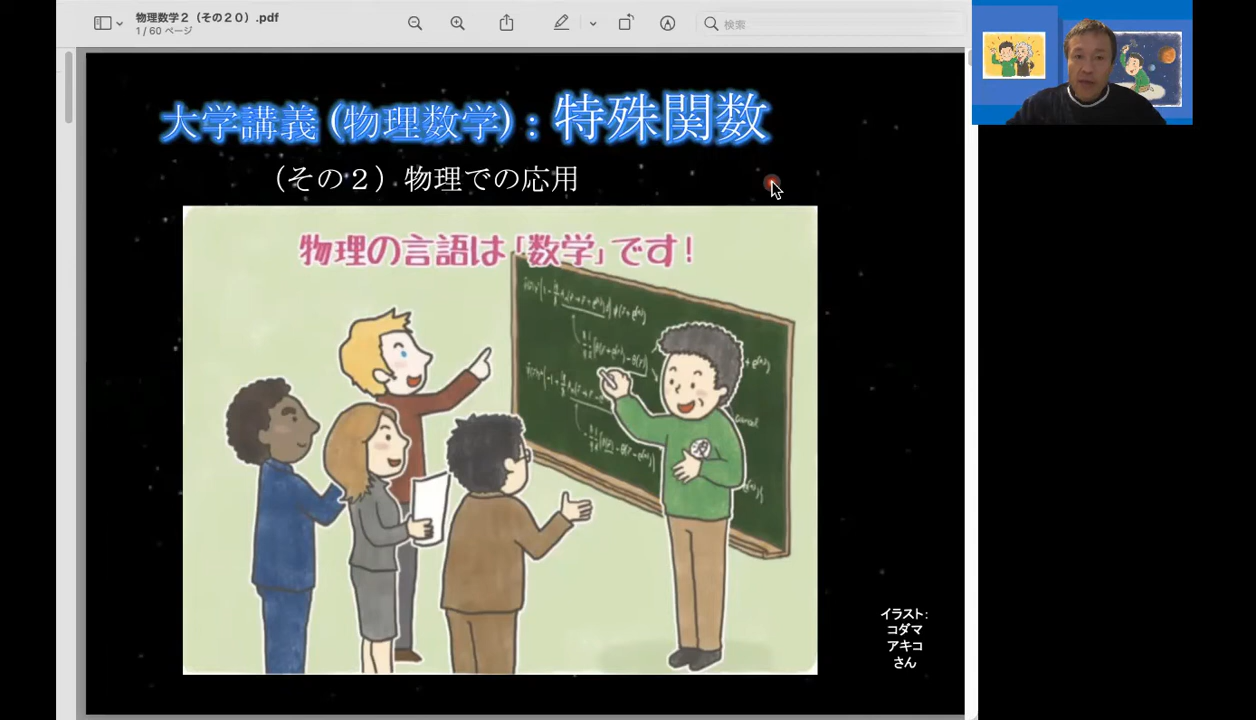 物理数学２（その２０）.pdf
1 / 60 ページ
検索
大学講義 (物理数学) : 特殊関数
（その２）物理での応用
物理の言語は「数学」です！
イラスト：
コダマ
アキコ
さん